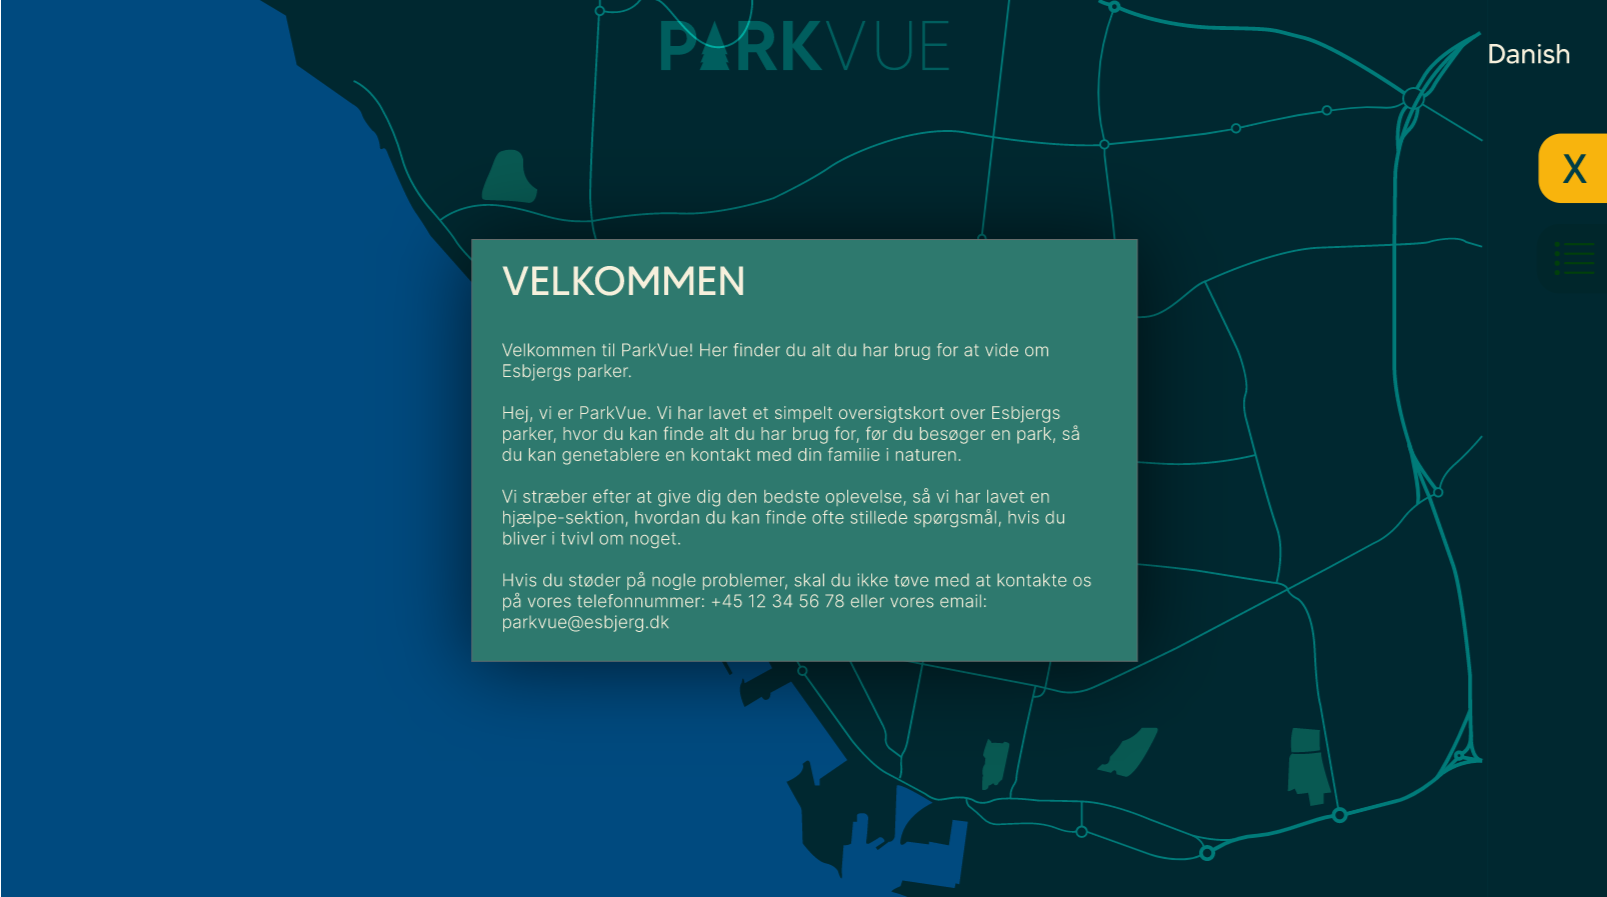 PARKVUE
Danish
X
VELKOMMEN
Velkommen til ParkVue! Her finder du alt du har brug for at vide om
Esbjergs parker.
Hej, vi er ParkVue. Vi har lavet et simpelt oversigtskort over Esbjergs
parker, hvor du kan finde alt du har brug for, før du besøger en park, så
du kan genetablere en kontakt med din familie i naturen.
Vi stræber efter at give dig den bedste oplevelse, så vi har lavet en
hjælpe-sektion, hvordan du kan finde ofte stillede spørgsmål, hvis du
bliver i tvivl om noget.
Hvis du støder på nogle problemer, skal du ikke tøve med at kontakte os
på vores telefonnummer: +45 12 34 56 78 eller vores email:
parkvue@esbjerg.dk